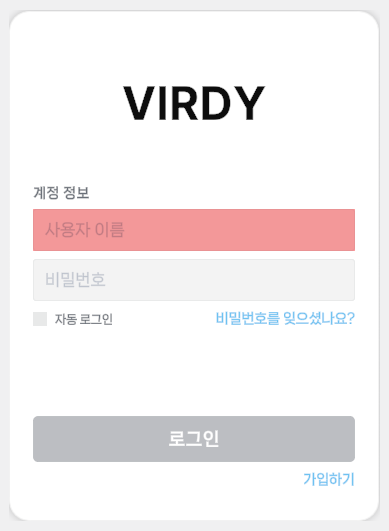 VIRDY
계정 정보
사용자 이름
비밀번호
자동 로그인
비밀번호를 잊으셨나요?
로그인
가입하기